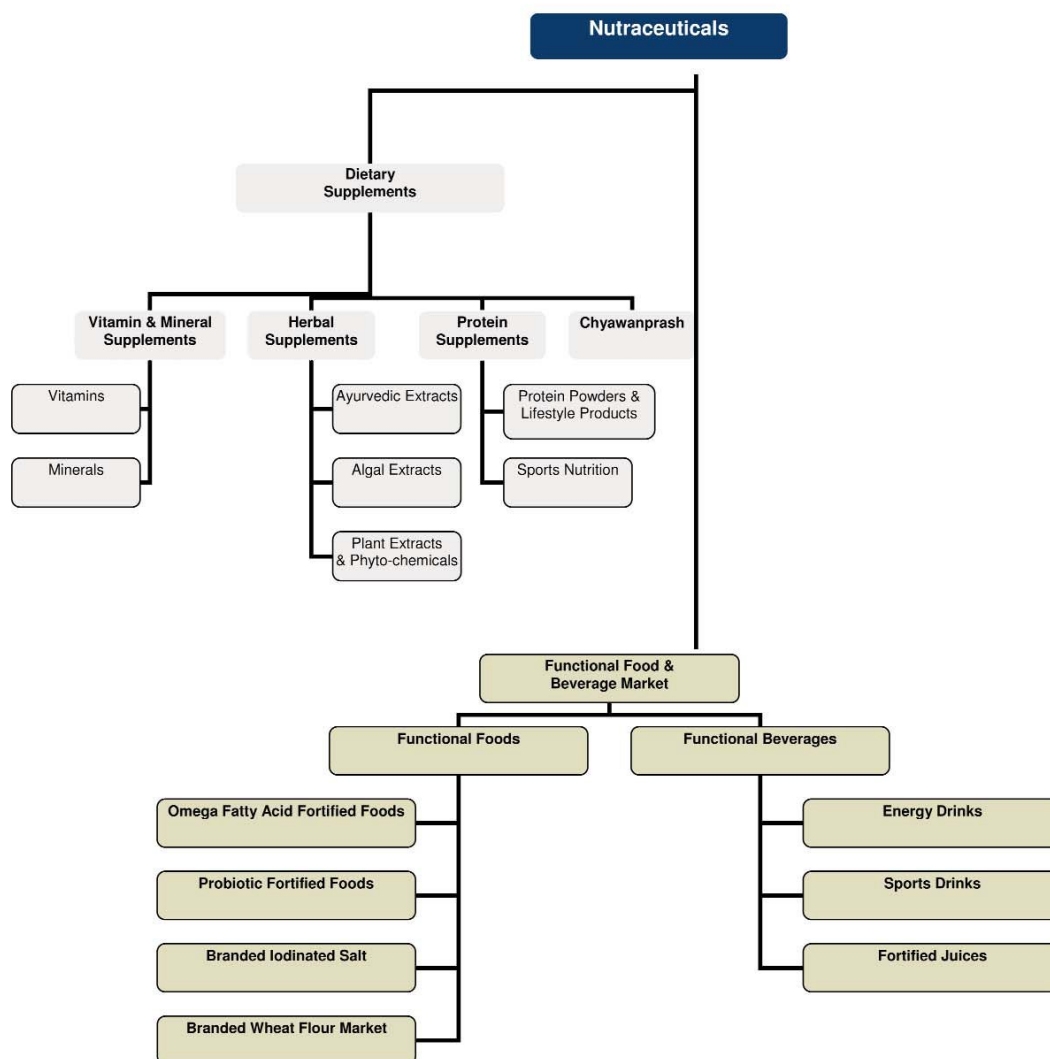 Nutraceuticals
Dietary
Supplements
Vitamin & Mineral
Supplements
Herbal
Supplements
Protein
Supplements
Chyawanprash
Vitamins
Minerals
Ayurvedic Extracts
Algal Extracts
Plant Extracts
& Phyto-chemicals
Protein Powders &
Lifestyle Products
Sports Nutrition
Functional Food &
Beverage Market
Functional Foods
Functional Beverages
Omega Fatty Acid Fortified Foods
Probiotic Fortified Foods
Branded Iodinated Salt
Branded Wheat Flour Market
Energy Drinks
Sports Drinks
Fortified Juices